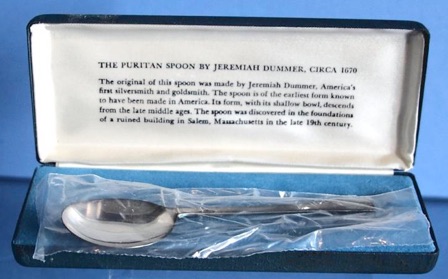 THE PURITAN SPOON BY JEREMIAH DUMMER, CIRCA 1670
The original of this spoon was made by Jeremiah Dummer, America's
first silversmith and goldsmith. The spoon is of the earliest form known
to have been made in America. Its form, with its shallow bowl, descends
from the late middle ages. The spoon was discovered in the foundations
of a ruined building in Salem, Massachusetts in the late 19th century.